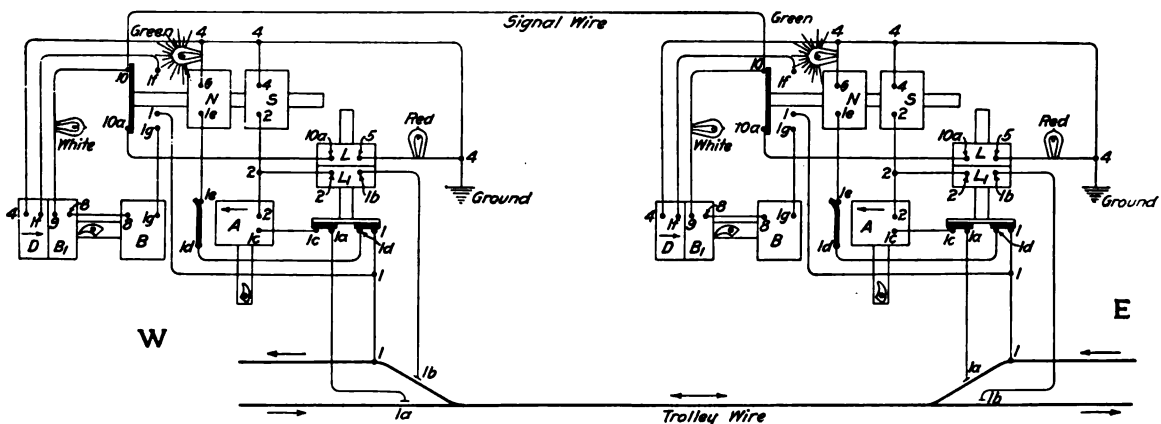 Signal Wire
Green 4 4 Green 4 4
10 1f 6 4 10 1f 6 4
N S N S
1 1e 2 1 1e 2
10a 1g 10a 5 Red 10a 1g 10a 5 Red
White L 4 White L 4
2 L1 2 L1
2 1b Ground 2 1b Ground
4 1f 9 8 8 1g 1e 2 4 1f 9 8 8 1g 1e 2
A 1c 1c 1a 1 1d A 1c 1c 1a 1 1d
D B1 B 1d D B1 B 1d
1 1
W E
1 1
1b 1a
1a 1b
Trolley Wire